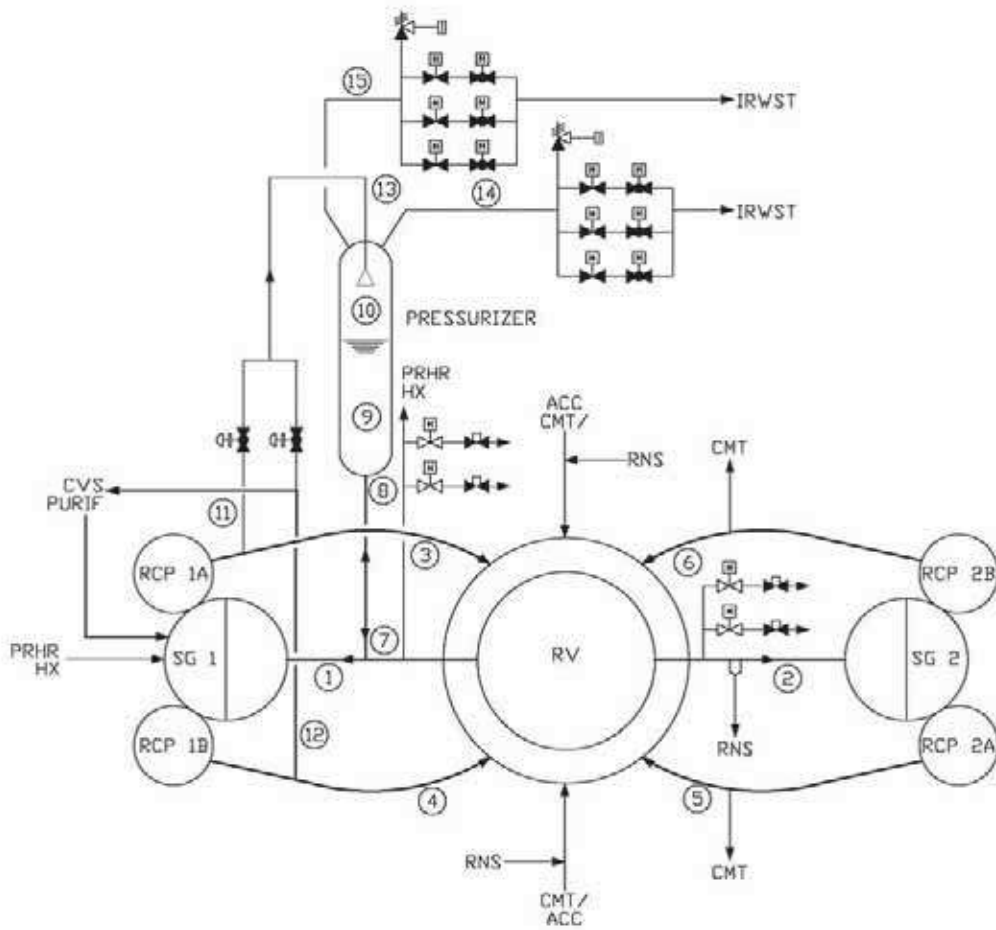 15
IRWST
13
14
IRWST
10
PRESSURIZER
PRHR
HX
9
ACC
CMT/
RNS
CMT
8
CVS
PURIF
11
3
6
RCP 1A
RCP 2B
7
PRHR
HX
SG 1
1
RV
2
SG 2
12
RNS
RCP 1B
RCP 2A
4
5
RNS
CMT
CMT/
ACC